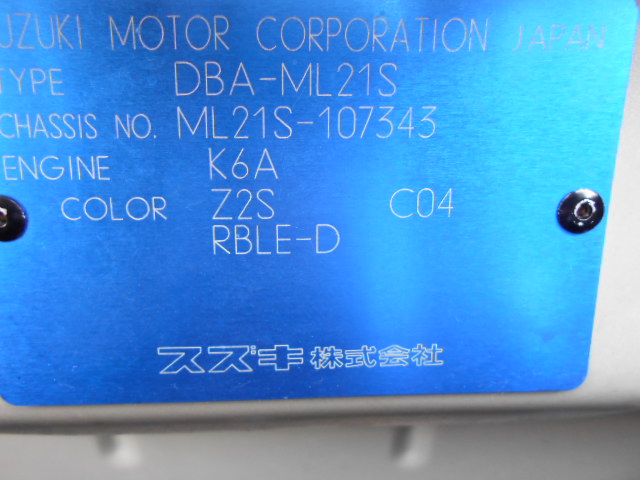 UZUKI MOTOR CORPORATION JAPAN
TYPE DBA-ML21S
CHASSIS NO. ML21S-107343
ENGINE K6A
COLOR Z2S C04
RBLE-D
スズキ株式会社